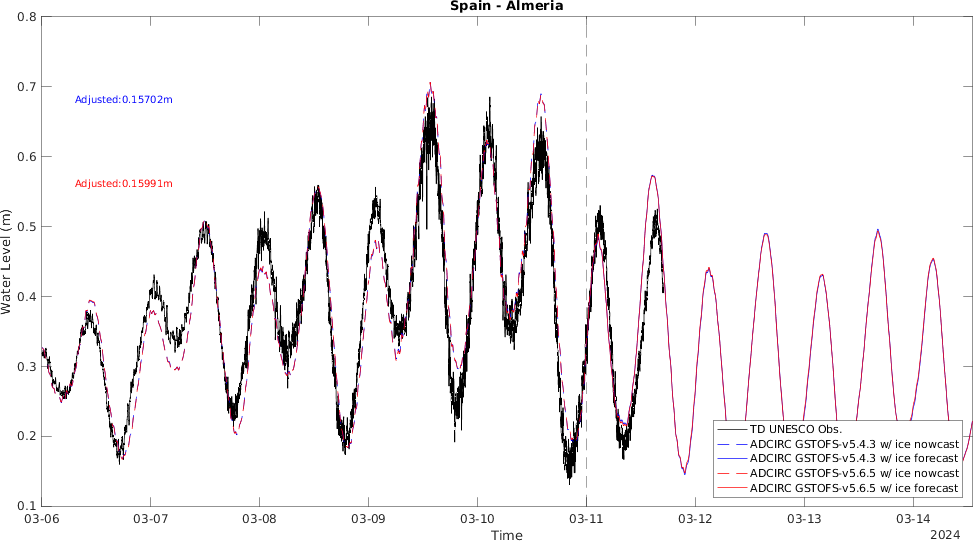 Spain - Almeria
0.8
0.7
0.6
0.5
0.4
0.3
0.2
0.1
Water Level (m)
Adjusted:0.15702m
Adjusted:0.15991m
TD UNESCO Obs.
ADCIRC GSTOFS-v5.4.3 w/ ice nowcast
ADCIRC GSTOFS-v5.4.3 w/ ice forecast
ADCIRC GSTOFS-v5.6.5 w/ ice nowcast
ADCIRC GSTOFS-v5.6.5 w/ ice forecast
03-06 03-07 03-08 03-09 03-10 03-11 03-12 03-13 03-14
Time
2024